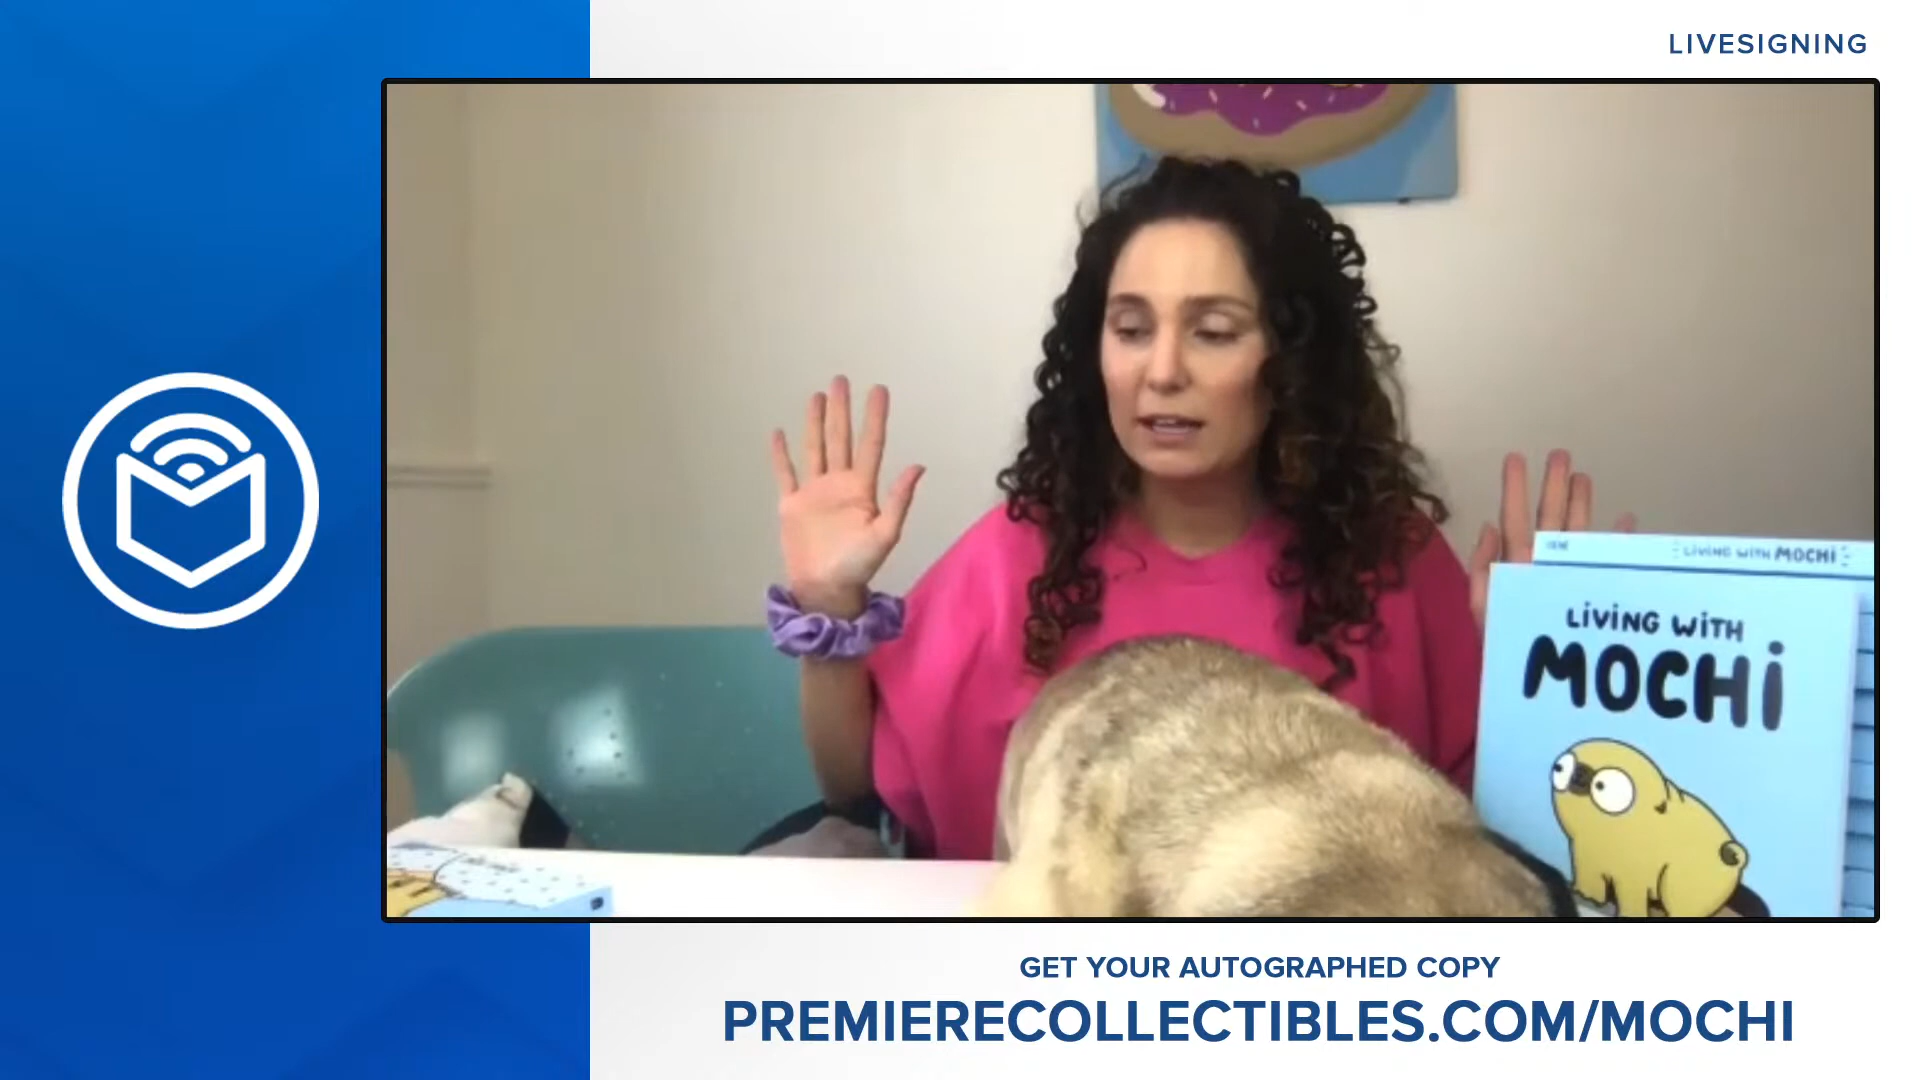 LIVESIGNING
LIVING WITH MOCHI
LIVING WITH
MOCHI
GET YOUR AUTOGRAPHED COPY
PREMIERECOLLECTIBLES.COM/MOCHI